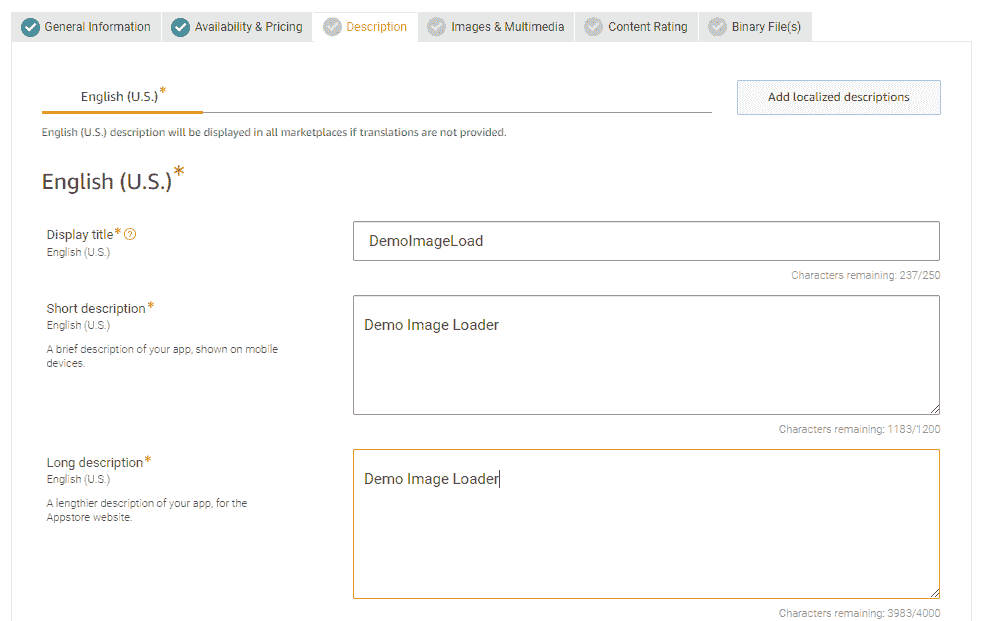 General Information Availability & Pricing Description Images & Multimedia Content Rating Binary File(s)
English (U.S.)* Add localized descriptions
English (U.S.) description will be displayed in all marketplaces if translations are not provided.
English (U.S.)*
Display title* ?
English (U.S.)
DemoImageLoad
Characters remaining: 237/250
Short description*
English (U.S.)
A brief description of your app, shown on mobile
devices.
Demo Image Loader
Characters remaining: 1183/1200
Long description*
English (U.S.)
A lengthier description of your app, for the
Appstore website.
Demo Image Loader
Characters remaining: 3983/4000